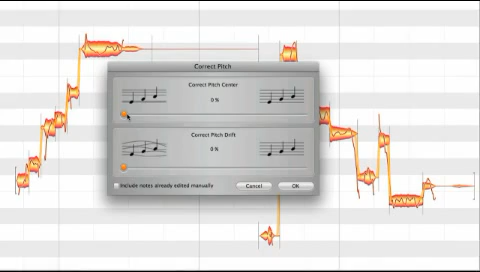 Correct Pitch
Correct Pitch Center
0 %
Correct Pitch Drift
0 %
Include notes already edited manually
Cancel
OK